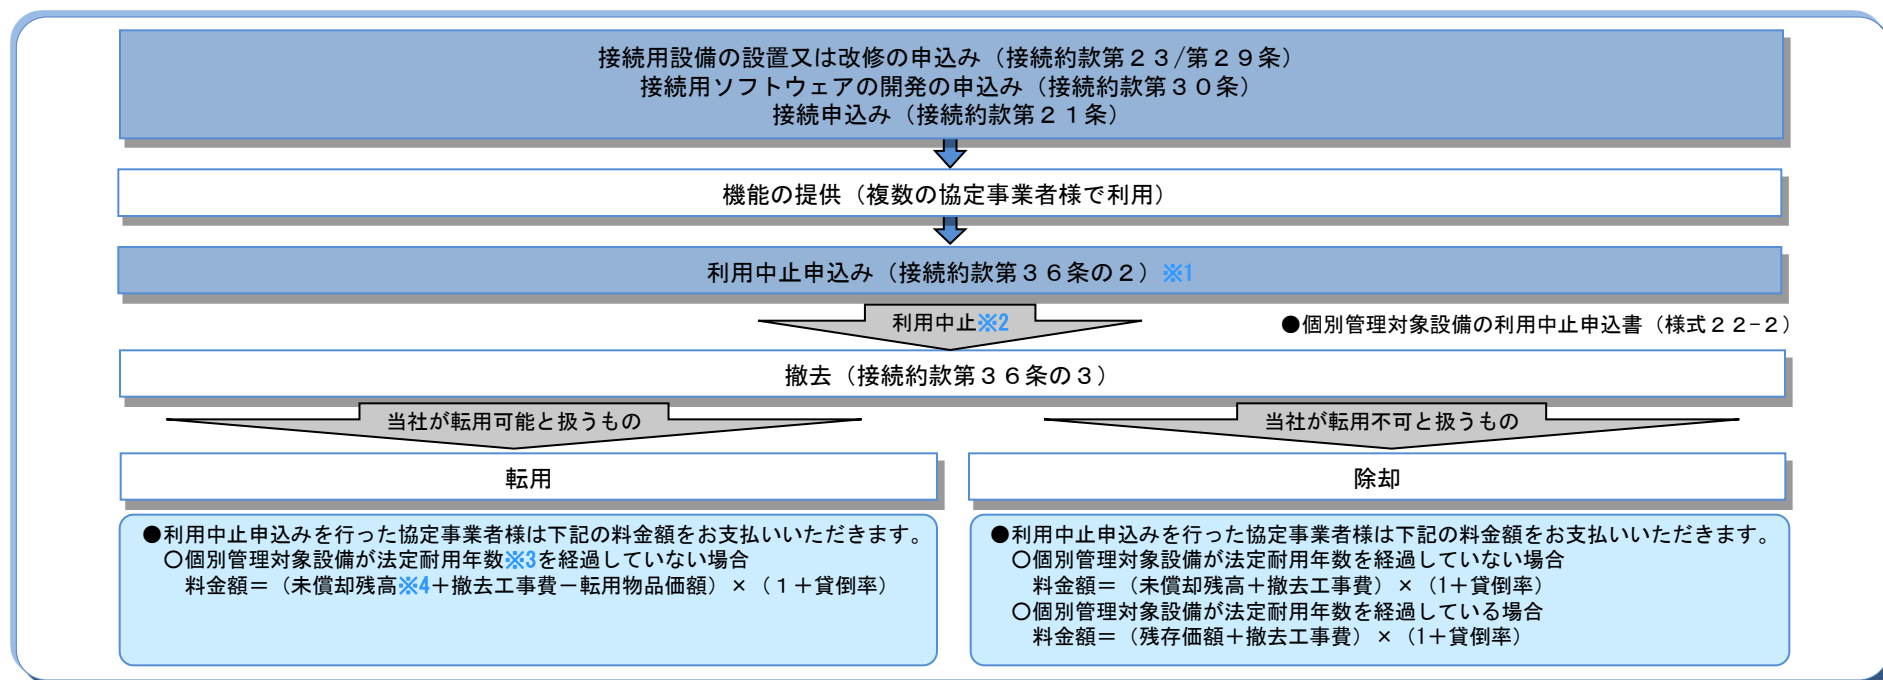 接続用設備の設置又は改修の申込み（接続約款第２３/第２９条）
接続用ソフトウェアの開発の申込み（接続約款第３０条）
接続申込み（接続約款第２１条）
機能の提供（複数の協定事業者様で利用）
利用中止申込み（接続約款第３６条の２）※1
利用中止※2
●個別管理対象設備の利用中止申込書（様式２２-２）
撤去（接続約款第３６条の３）
当社が転用可能と扱うもの
当社が転用不可と扱うもの
転用
除却
●利用中止申込みを行った協定事業者様は下記の料金額をお支払いいただきます。
〇個別管理対象設備が法定耐用年数※3を経過していない場合
料金額＝（未償却残高※4＋撤去工事費－転用物品価額）×（１＋貸倒率）
●利用中止申込みを行った協定事業者様は下記の料金額をお支払いいただきます。
〇個別管理対象設備が法定耐用年数を経過していない場合
料金額＝（未償却残高＋撤去工事費）×（1＋貸倒率）
〇個別管理対象設備が法定耐用年数を経過している場合
料金額＝（残存価額＋撤去工事費）×（1＋貸倒率）